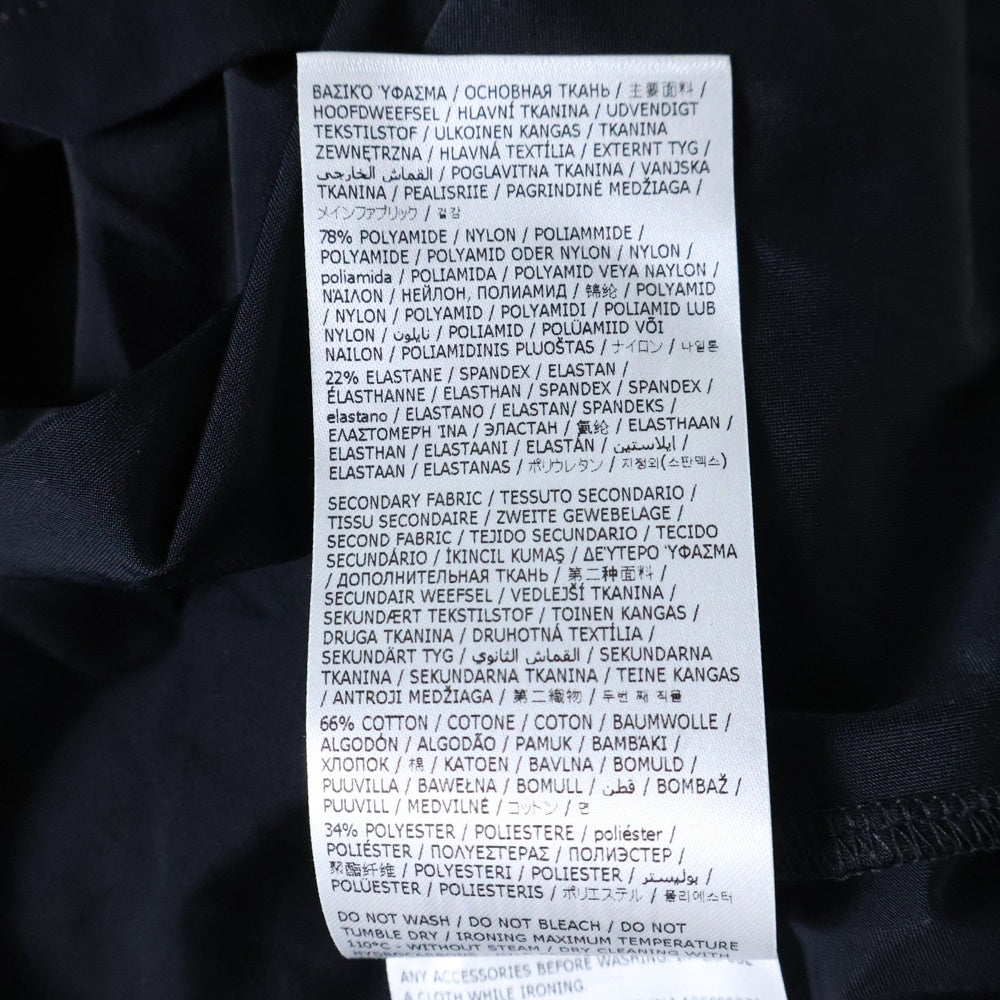 ΒΑΣΙΚΌ ΎΦΑΣΜΑ / ОСНОВНАЯ ТКАНЬ / 主要面料 /
HOOFDWEEFSEL / HLAVNÍ TKANINA / UDVENDIGT
TEKSTILSTOF / ULKOINEN KANGAS / TKANINA
ZEWNĘTRZNA / HLAVNÁ TEXTÍLIA / EXTERNT TYG /
القماش الخارجي / POGLAVITNA TKANINA / VANJSKA
TKANINA / PEALISRIIE / PAGRINDINĖ MEDŽIAGA /
メインファブリック / 겉감
78% POLYAMIDE / NYLON / POLIAMMIDE /
POLYAMIDE / POLYAMID ODER NYLON / NYLON /
poliamida / POLIAMIDA / POLYAMID VEYA NAYLON /
ΝΆΙΛΟΝ / НЕЙЛОН, ПОЛИАМИД / 锦纶 / POLYAMID
/ NYLON / POLYAMID / POLYAMIDI / POLIAMID LUB
NYLON / نايلون / POLIAMID / POLÜAMIID VÕI
NAILON / POLIAMIDINIS PLUOŠTAS / ナイロン / 나일론
22% ELASTANE / SPANDEX / ELASTAN /
ÉLASTHANNE / ELASTHAN / SPANDEX / SPANDEX /
elastano / ELASTANO / ELASTAN/ SPANDEKS /
ΕΛΑΣΤΟΜΕΡΉ ΊΝΑ / ЭЛАСТАН / 氨纶 / ELASTHAAN /
ELASTHAN / ELASTAANI / ELASTÁN / إيلاستين /
ELASTAAN / ELASTANAS / ポリウレタン / 지정외(스판덱스)
SECONDARY FABRIC / TESSUTO SECONDARIO /
TISSU SECONDAIRE / ZWEITE GEWEBELAGE /
SECOND FABRIC / TEJIDO SECUNDARIO / TECIDO
SECUNDÁRIO / İKINCIL KUMAŞ / ΔΕΎΤΕΡΟ ΎΦΑΣΜΑ
/ ДОПОЛНИТЕЛЬНАЯ ТКАНЬ / 第二种面料 /
SECUNDAIR WEEFSEL / VEDLEJŠÍ TKANINA /
SEKUNDÆRT TEKSTILSTOF / TOINEN KANGAS /
DRUGA TKANINA / DRUHOTNÁ TEXTÍLIA /
SEKUNDÄRT TYG / القماش الثانوي / SEKUNDARNA
TKANINA / SEKUNDARNA TKANINA / TEINE KANGAS
/ ANTROJI MEDŽIAGA / 第二織物 / 두번 째 직물
66% COTTON / COTONE / COTON / BAUMWOLLE /
ALGODÓN / ALGODÃO / PAMUK / ΒΑΜΒΆΚΙ /
ХЛОПОК / 棉 / KATOEN / BAVLNA / BOMULD /
PUUVILLA / BAWEŁNA / BOMULL / قطن / BOMBAŽ /
PUUVILL / MEDVILNĖ / コットン / 면
34% POLYESTER / POLIESTERE / poliéster /
POLIÉSTER / ΠΟΛΥΕΣΤΕΡΑΣ / ПОЛИЭСТЕР /
聚酯纤维 / POLYESTERI / POLIESTER / بوليستر /
POLÜESTER / POLIESTERIS / ポリエステル / 폴리에스터
DO NOT WASH / DO NOT BLEACH / DO NOT
TUMBLE DRY / IRONING MAXIMUM TEMPERATURE
110°C - WITHOUT STEAM / DRY CLEANING WITH
ANY ACCESSORIES BEFORE WASHING
A CLOTH WHILE IRONING.